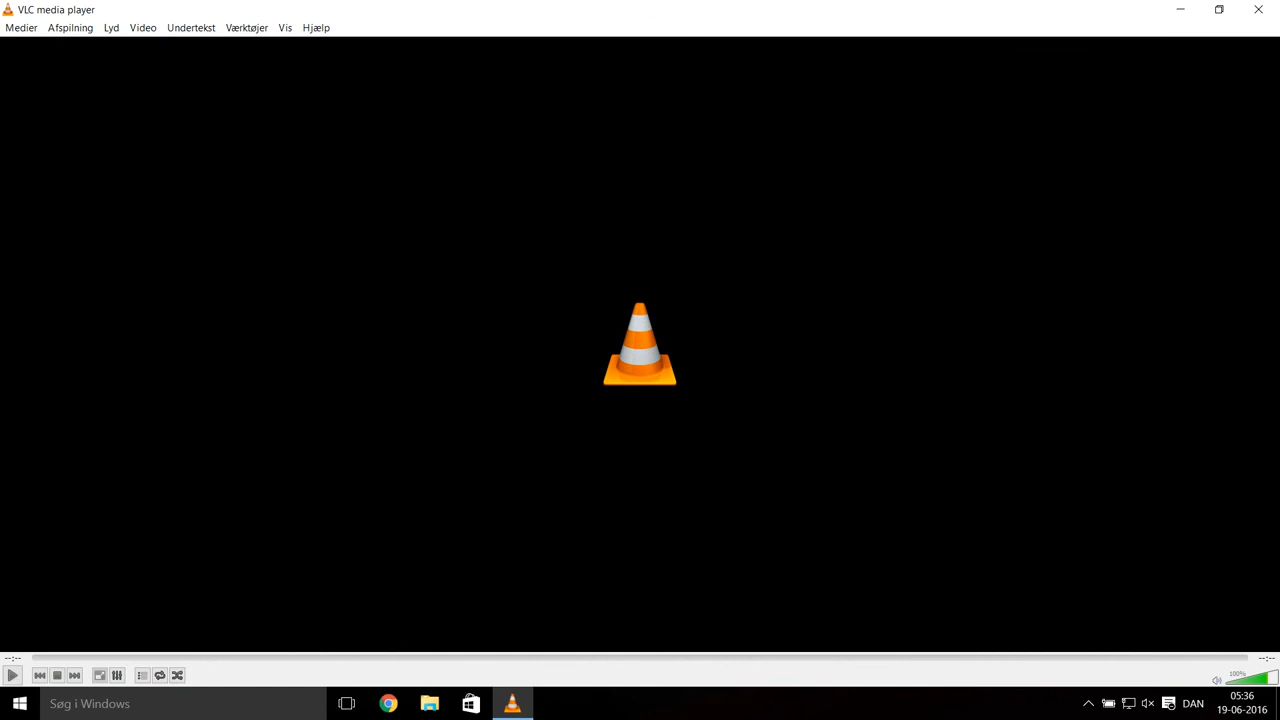 VLC media player
Medier Afspilning Lyd Video Undertekst Værktøjer Vis Hjælp
--:-- --:--
100%
Søg i Windows
DAN
05:36
19-06-2016